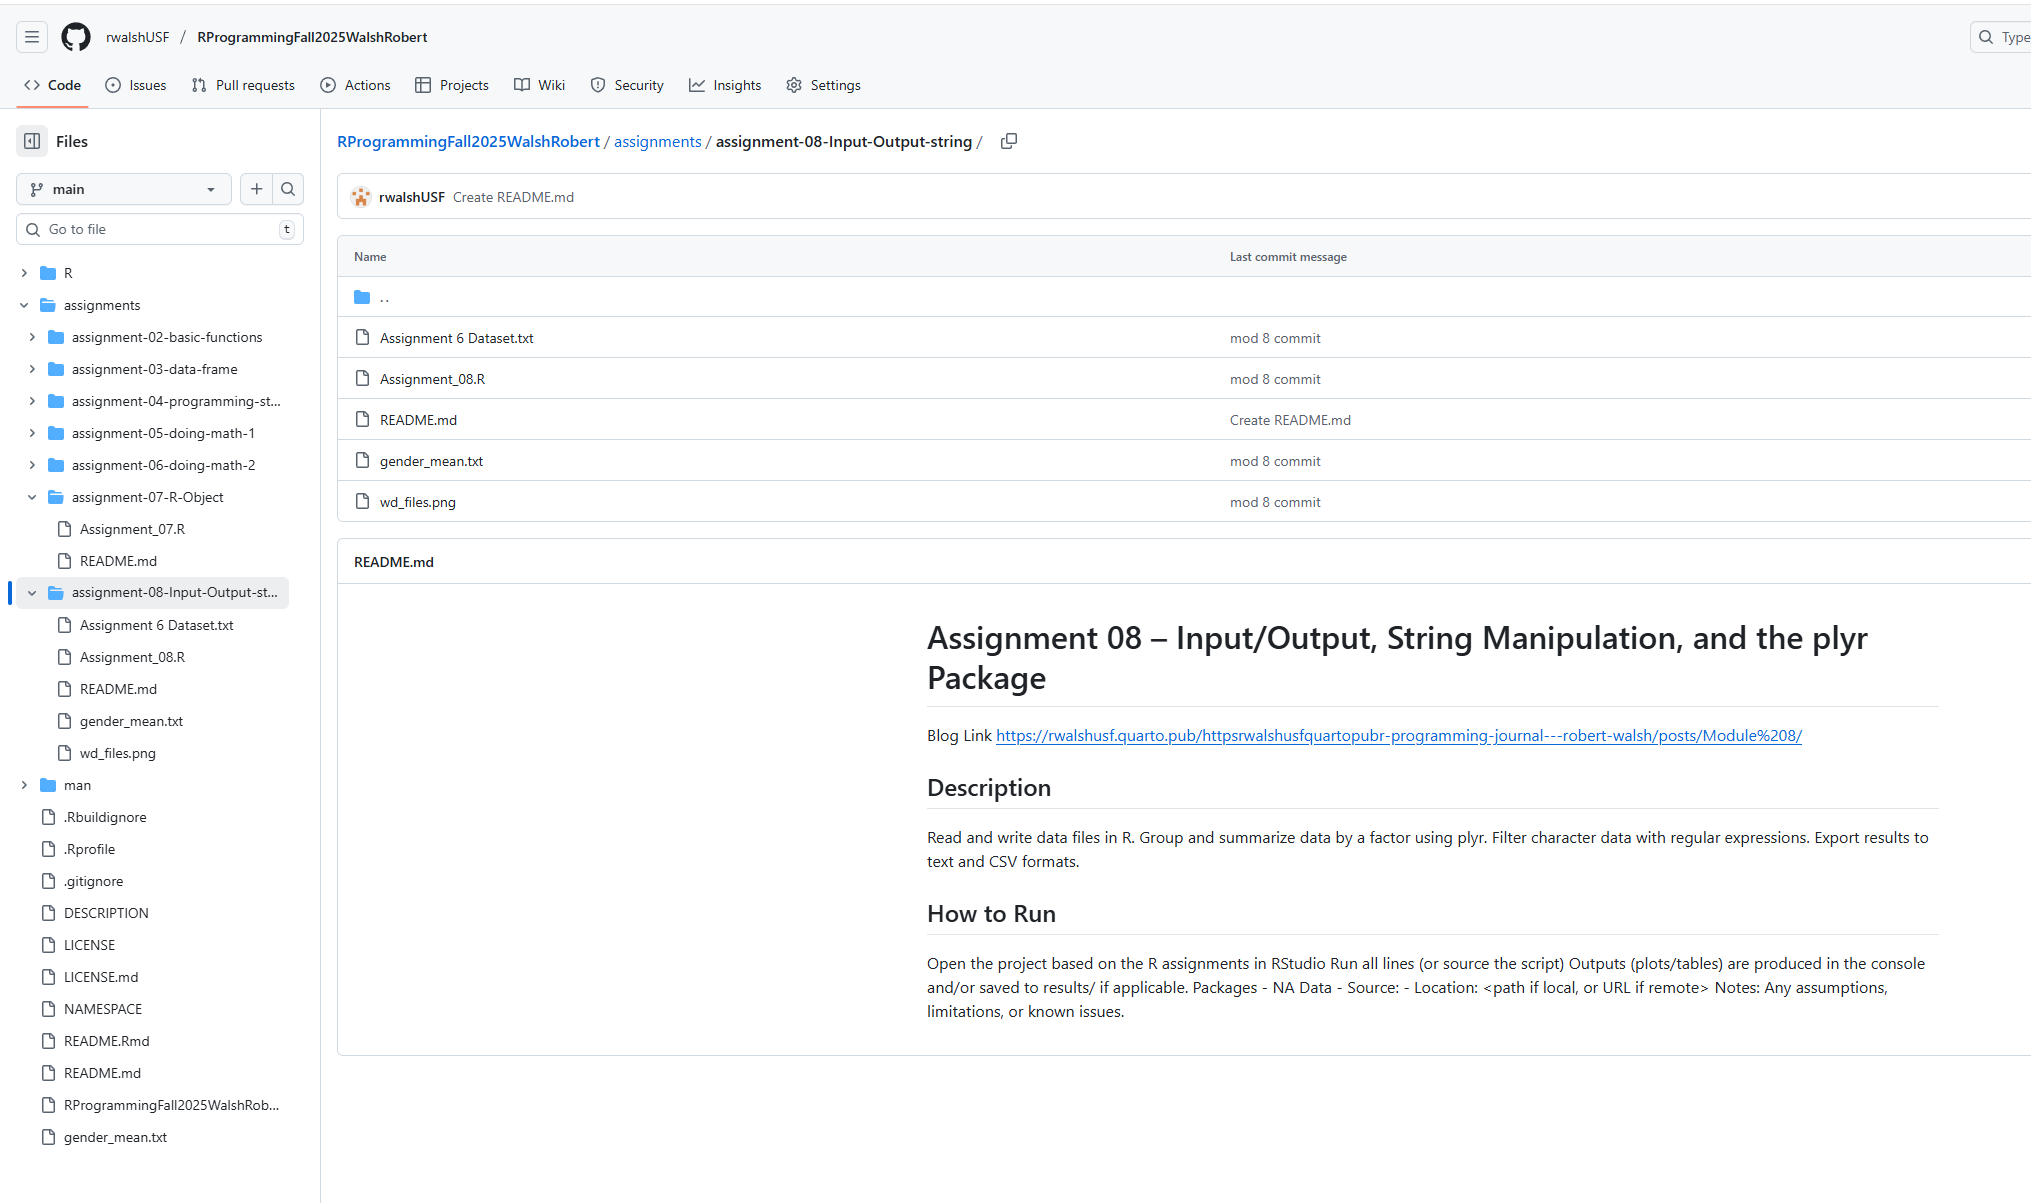 rwalshUSF / RProgrammingFall2025WalshRobert
Type
Code Issues Pull requests Actions Projects Wiki Security Insights Settings
Files
main
Go to file t
R
assignments
assignment-02-basic-functions
assignment-03-data-frame
assignment-04-programming-st...
assignment-05-doing-math-1
assignment-06-doing-math-2
assignment-07-R-Object
Assignment_07.R
README.md
assignment-08-Input-Output-st...
Assignment 6 Dataset.txt
Assignment_08.R
README.md
gender_mean.txt
wd_files.png
man
.Rbuildignore
.Rprofile
.gitignore
DESCRIPTION
LICENSE
LICENSE.md
NAMESPACE
README.Rmd
README.md
RProgrammingFall2025WalshRob...
gender_mean.txt
RProgrammingFall2025WalshRobert / assignments / assignment-08-Input-Output-string /
rwalshUSF Create README.md
Name Last commit message
..
Assignment 6 Dataset.txt mod 8 commit
Assignment_08.R mod 8 commit
README.md Create README.md
gender_mean.txt mod 8 commit
wd_files.png mod 8 commit
README.md
Assignment 08 – Input/Output, String Manipulation, and the plyr
Package
Blog Link https://rwalshusf.quarto.pub/httpsrwalshusfquartopubr-programming-journal---robert-walsh/posts/Module%208/
Description
Read and write data files in R. Group and summarize data by a factor using plyr. Filter character data with regular expressions. Export results to
text and CSV formats.
How to Run
Open the project based on the R assignments in RStudio Run all lines (or source the script) Outputs (plots/tables) are produced in the console
and/or saved to results/ if applicable. Packages - NA Data - Source: - Location: <path if local, or URL if remote> Notes: Any assumptions,
limitations, or known issues.